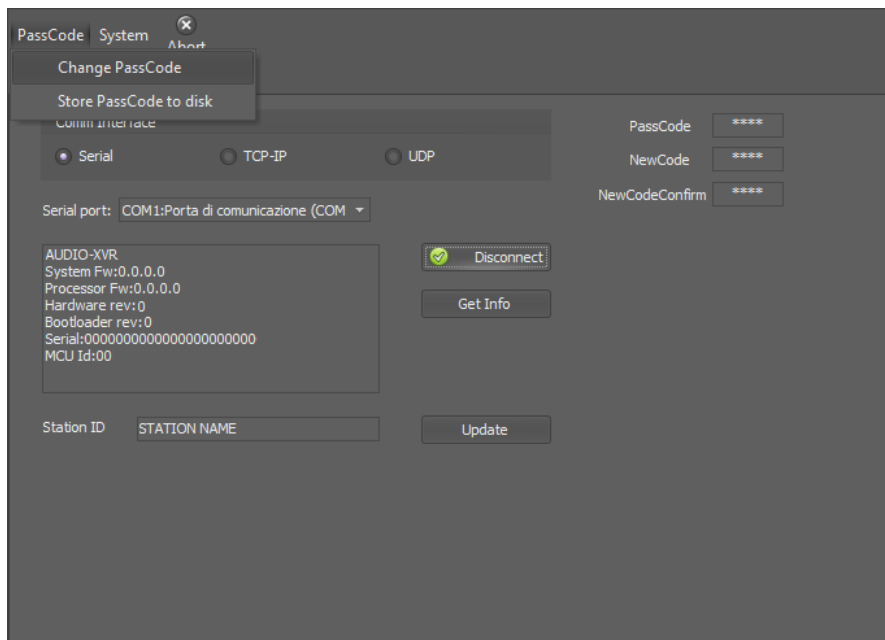 PassCode System Abort
Change PassCode
Store PassCode to disk
Comm Interface
Serial TCP-IP UDP
PassCode ****
NewCode ****
NewCodeConfirm ****
Serial port: COM1:Porta di comunicazione (COM
AUDIO-XVR
System Fw:0.0.0.0
Processor Fw:0.0.0.0
Hardware rev:0
Bootloader rev:0
Serial:0000000000000000000000
MCU Id:00
Disconnect
Get Info
Station ID STATION NAME Update